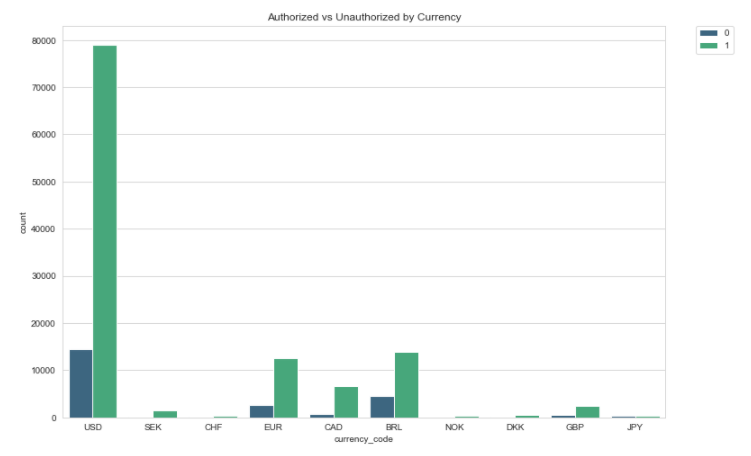 Authorized vs Unauthorized by Currency
0
1
80000
70000
60000
50000
40000
30000
20000
10000
0
count
USD SEK CHF EUR CAD BRL NOK DKK GBP JPY
currency_code